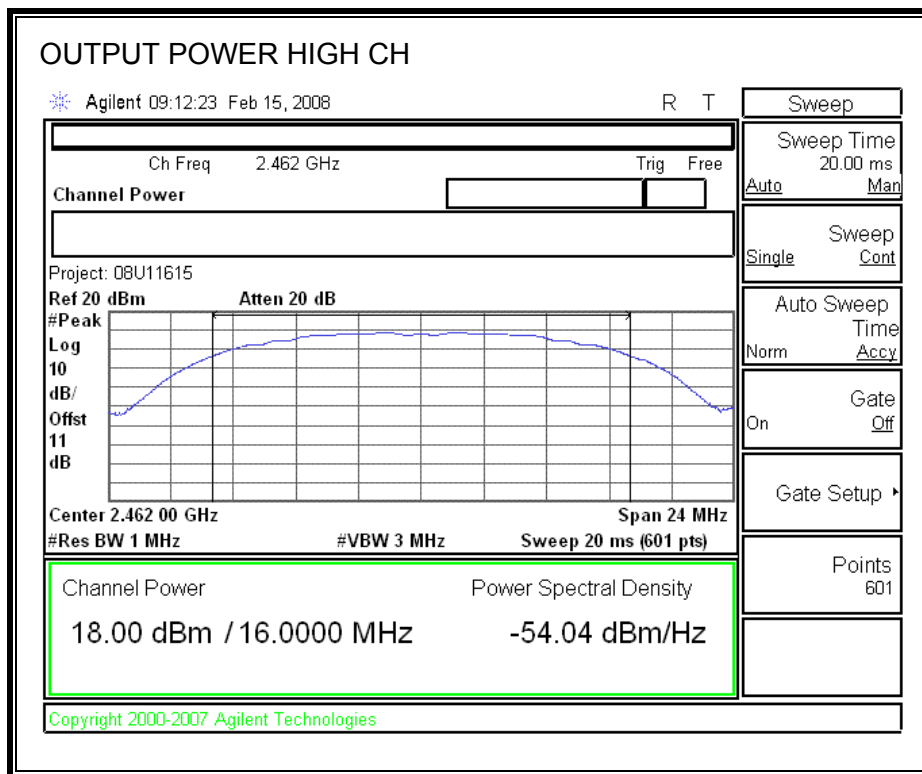 OUTPUT POWER HIGH CH
Agilent 09:12:23 Feb 15, 2008 R T
Ch Freq 2.462 GHz Trig Free
Channel Power
Project: 08U11615
Ref 20 dBm Atten 20 dB
#Peak
Log
10
dB/
Offst
11
dB
Center 2.462 00 GHz Span 24 MHz
#Res BW 1 MHz #VBW 3 MHz Sweep 20 ms (601 pts)
Channel Power Power Spectral Density
18.00 dBm / 16.0000 MHz -54.04 dBm/Hz
Copyright 2000-2007 Agilent Technologies
Sweep
Sweep Time
20.00 ms
Auto Man
Sweep
Single Cont
Auto Sweep
Time
Norm Accy
Gate
On Off
Gate Setup
Points
601